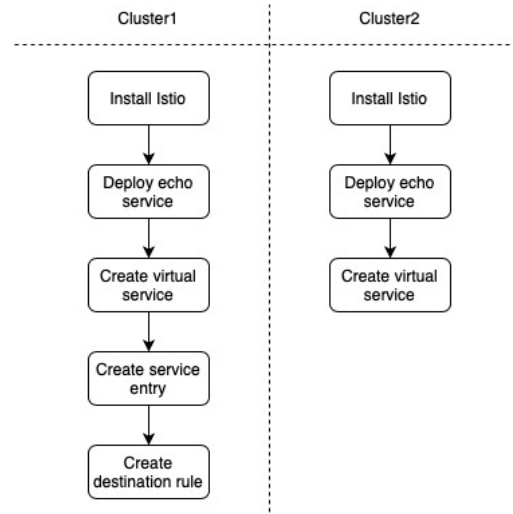 Cluster1
Cluster2
Install Istio
Deploy echo
service
Create virtual
service
Create service
entry
Create
destination rule
Install Istio
Deploy echo
service
Create virtual
service